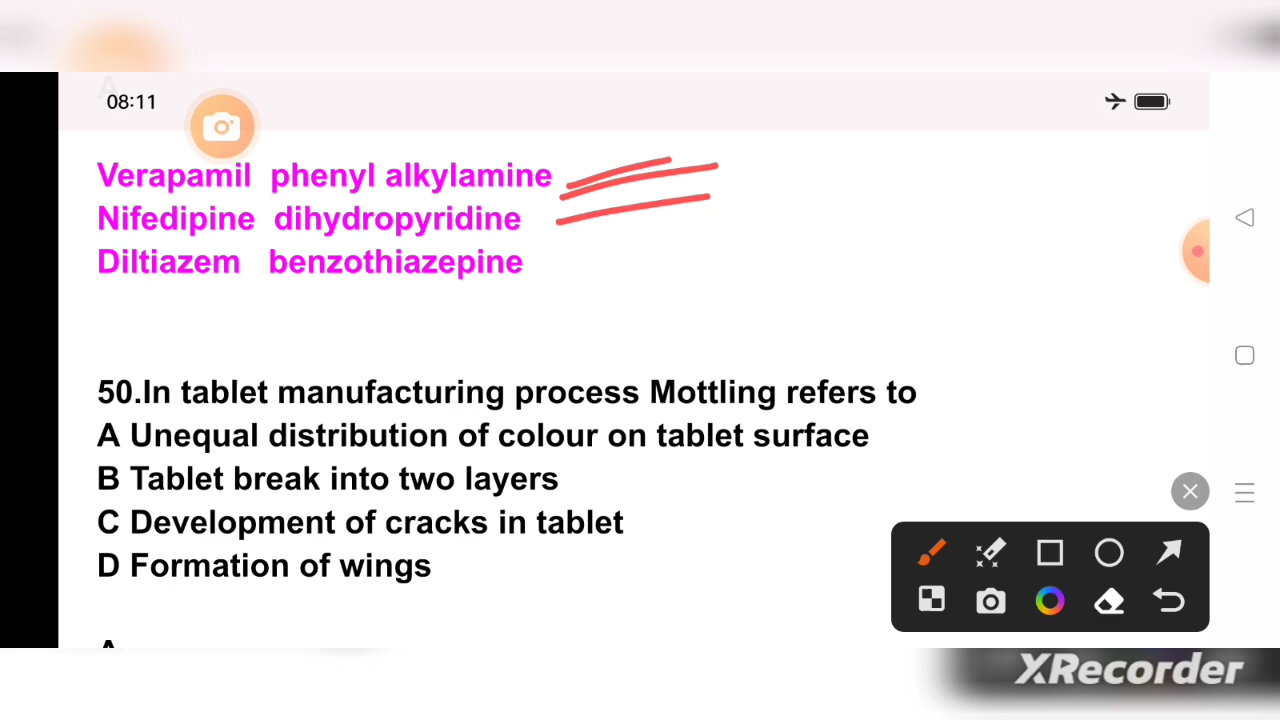 08:11
Verapamil phenyl alkylamine
Nifedipine dihydropyridine
Diltiazem benzothiazepine
50.In tablet manufacturing process Mottling refers to
A Unequal distribution of colour on tablet surface
B Tablet break into two layers
C Development of cracks in tablet
D Formation of wings
XRecorder